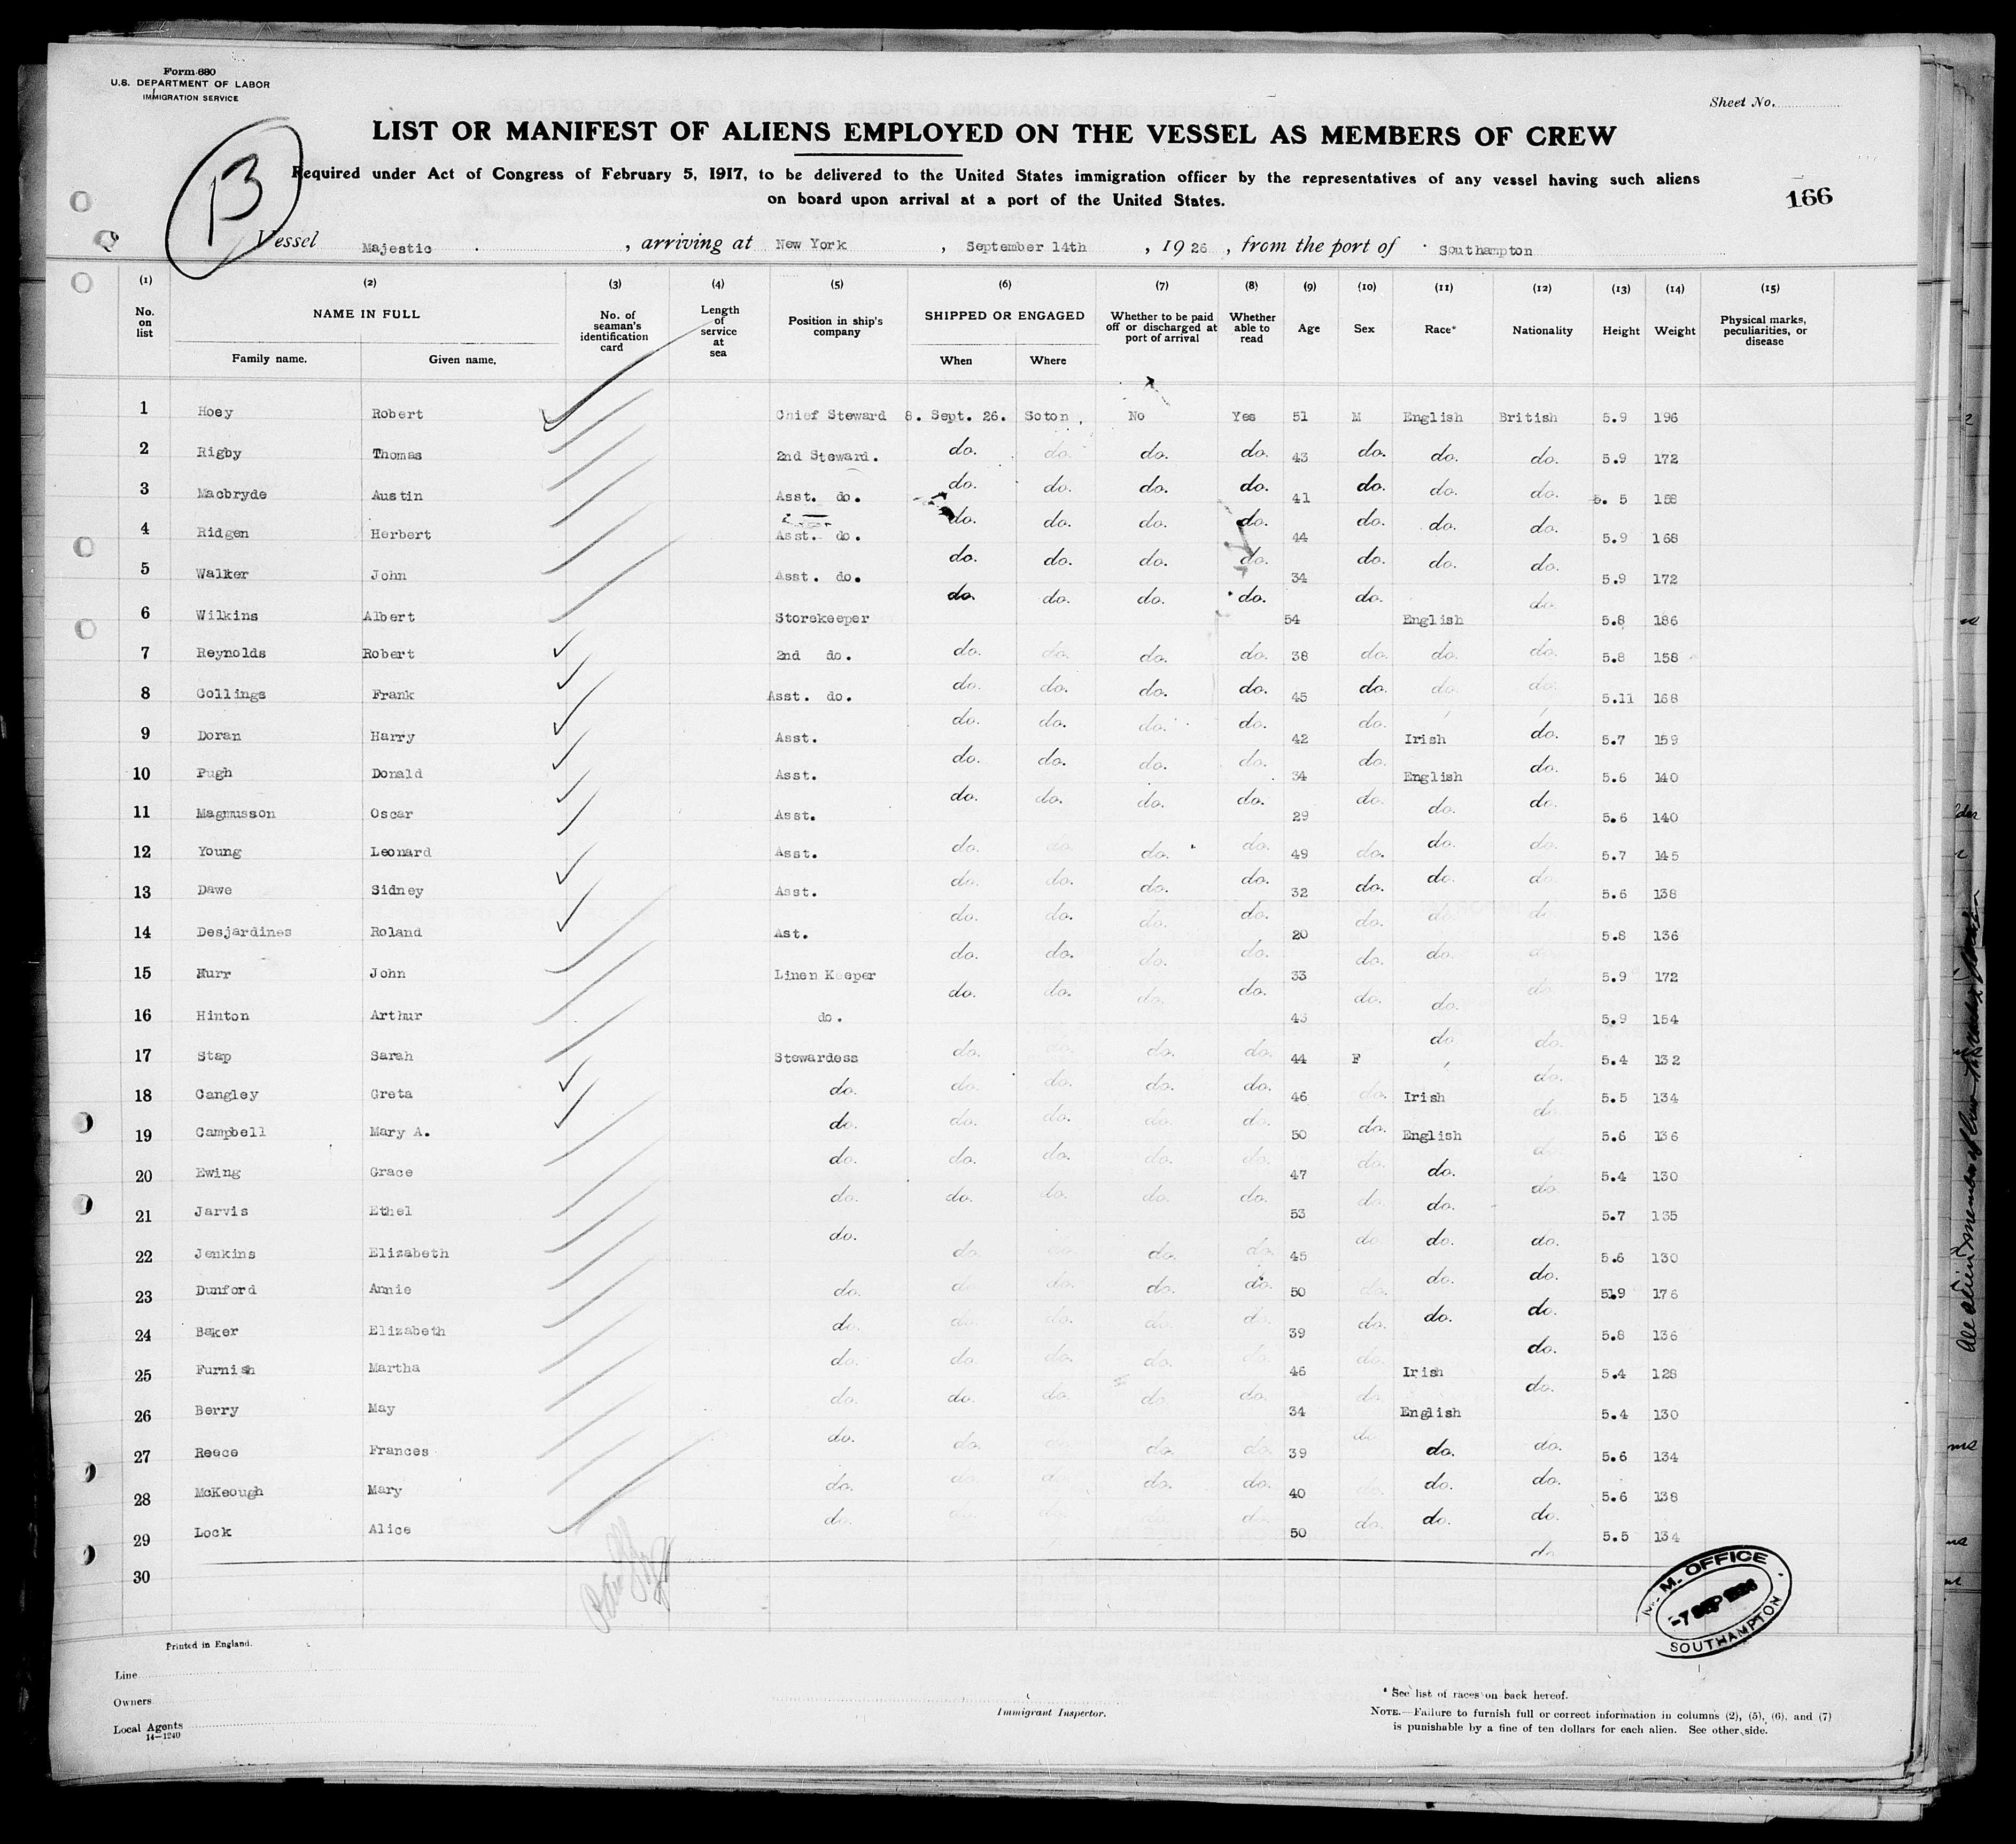 Form 680
U.S. DEPARTMENT OF LABOR
IMMIGRATION SERVICE
Sheet No.
LIST OR MANIFEST OF ALIENS EMPLOYED ON THE VESSEL AS MEMBERS OF CREW
Required under Act of Congress of February 5, 1917, to be delivered to the United States immigration officer by the representatives of any vessel having such aliens
on board upon arrival at a port of the United States.
166
13
Vessel Majestic , arriving at New York , September 14th , 19 26 , from the port of Southampton
(1) (2) (3) (4) (5) (6) (7) (8) (9) (10) (11) (12) (13) (14) (15)
No. on list NAME IN FULL Family name. Given name. No. of seaman's identification card Length of service at sea Position in ship's company SHIPPED OR ENGAGED When Where Whether to be paid off or discharged at port of arrival Whether able to read Age Sex Race* Nationality Height Weight Physical marks, peculiarities, or disease
1 Hoey Robert Chief Steward 8. Sept. 26. Soton. No Yes 51 M English British 5.9 196
2 Rigby Thomas 2nd Steward. do. do. do. do. 43 do. do. do. 5.9 172
3 Macbryde Austin Asst. do. do. do. do. do. 41 do. do. do. 5. 5 158
4 Ridgen Herbert Asst. do. do. do. do. do. 44 do. do. do. 5.9 168
5 Walker John Asst. do. do. do. do. do. 34 do. do. do. 5.9 172
6 Wilkins Albert Storekeeper do. do. do. do. 54 do. English do. 5.8 186
7 Reynolds Robert 2nd do. do. do. do. do. 38 do. do. do. 5.8 158
8 Collings Frank Asst. do. do. do. do. do. 45 do. do. do. 5.11 168
9 Doran Harry Asst. do. do. do. do. 42 do. Irish do. 5.7 159
10 Pugh Donald Asst. do. do. do. do. 34 do. English do. 5.6 140
11 Magnusson Oscar Asst. do. do. do. do. 29 do. do. do. 5.6 140
12 Young Leonard Asst. do. do. do. do. 49 do. do. do. 5.7 145
13 Dawe Sidney Asst. do. do. do. do. 32 do. do. do. 5.6 138
14 Desjardines Roland Ast. do. do. do. do. 20 do. do. do. 5.8 136
15 Hurr John Linen Keeper do. do. do. do. 33 do. do. 5.9 172
16 Hinton Arthur do. do. do. do. do. 43 do. do. do. 5.9 154
17 Stap Sarah Stewardess do. do. do. do. 44 F do. do. 5.4 132
18 Cangley Greta do. do. do. do. do. 46 do. Irish do. 5.5 134
19 Campbell Mary A. do. do. do. do. do. 50 do. English do. 5.6 136
20 Ewing Grace do. do. do. do. do. 47 do. do. do. 5.4 130
21 Jarvis Ethel do. do. do. do. do. 53 do. do. do. 5.7 135
22 Jenkins Elizabeth do. do. do. do. do. 45 do. do. do. 5.6 130
23 Dunford Annie do. do. do. do. do. 50 do. do. do. 5.9 176
24 Baker Elizabeth do. do. do. do. do. 39 do. do. do. 5.8 136
25 Furnish Martha do. do. do. do. do. 46 do. Irish do. 5.4 128
26 Berry May do. do. do. do. do. 34 do. English do. 5.4 130
27 Reece Frances do. do. do. do. do. 39 do. do. do. 5.6 134
28 McKeough Mary do. do. do. do. do. 40 do. do. 5.6 138
29 Lock Alice do. do. do. do. do. 50 do. do. do. 5.5 134
30 do.
M. M. OFFICE
-7 SEP 1926
SOUTHAMPTON
Printed in England.
Line
Owners
Local Agents
14-1240
Immigrant Inspector.
* See list of races on back hereof.
NOTE.—Failure to furnish full or correct information in columns (2), (5), (6), and (7)
is punishable by a fine of ten dollars for each alien. See other side.